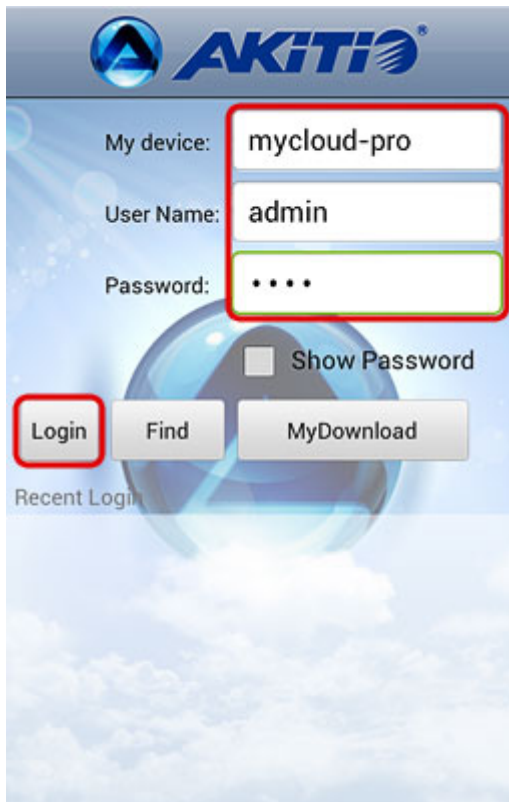 AKiTiO®
My device: mycloud-pro
User Name: admin
Password: ••••
Show Password
Login Find MyDownload
Recent Login